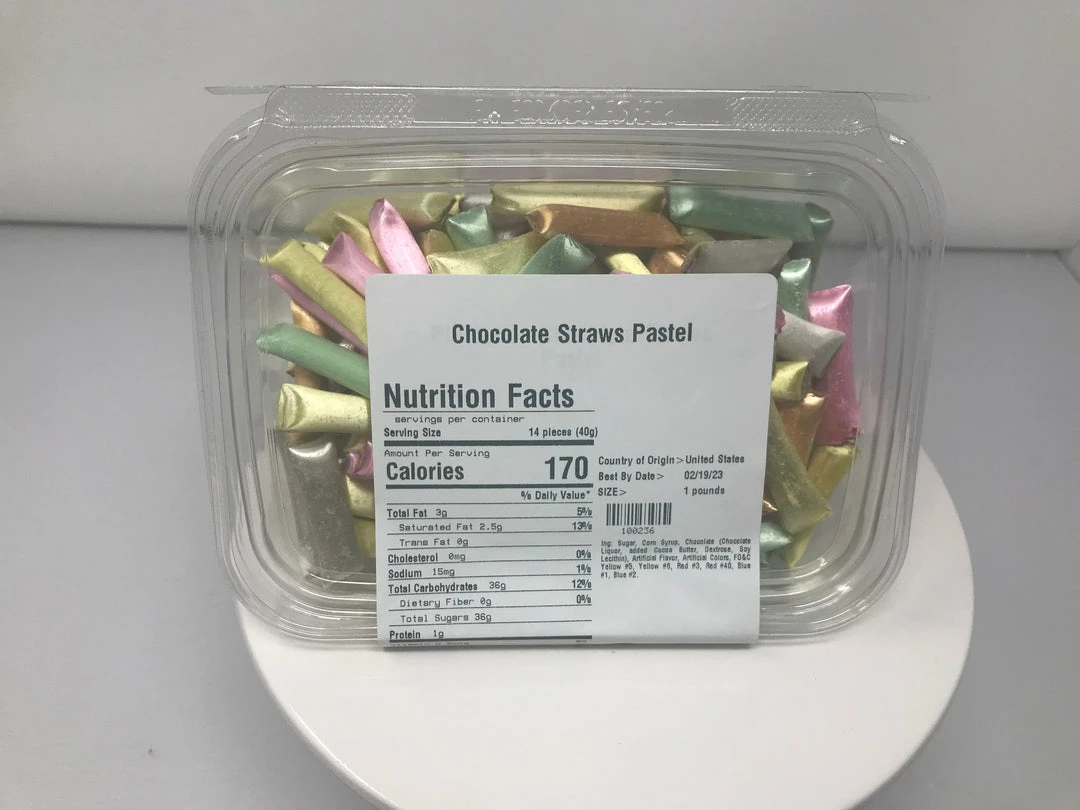 Chocolate Straws Pastel
Nutrition Facts
servings per container
Serving Size 14 pieces (40g)
Amount Per Serving
Calories 170
% Daily Value*
Total Fat 3g 5%
Saturated Fat 2.5g 13%
Trans Fat 0g
Cholesterol 0mg 0%
Sodium 15mg 1%
Total Carbohydrates 36g 12%
Dietary Fiber 0g 0%
Total Sugars 36g
Protein 1g
Country of Origin> United States
Best By Date> 02/19/23
SIZE> 1 pounds
100236
Ing: Sugar, Corn Syrup, Chocolate (Chocolate
Liquor, added Cocoa Butter, Dextrose, Soy
Lecithin), Artificial Flavor, Artificial Colors, FD&C
Yellow #5, Yellow #6, Red #3, Red #40, Blue
#1, Blue #2.